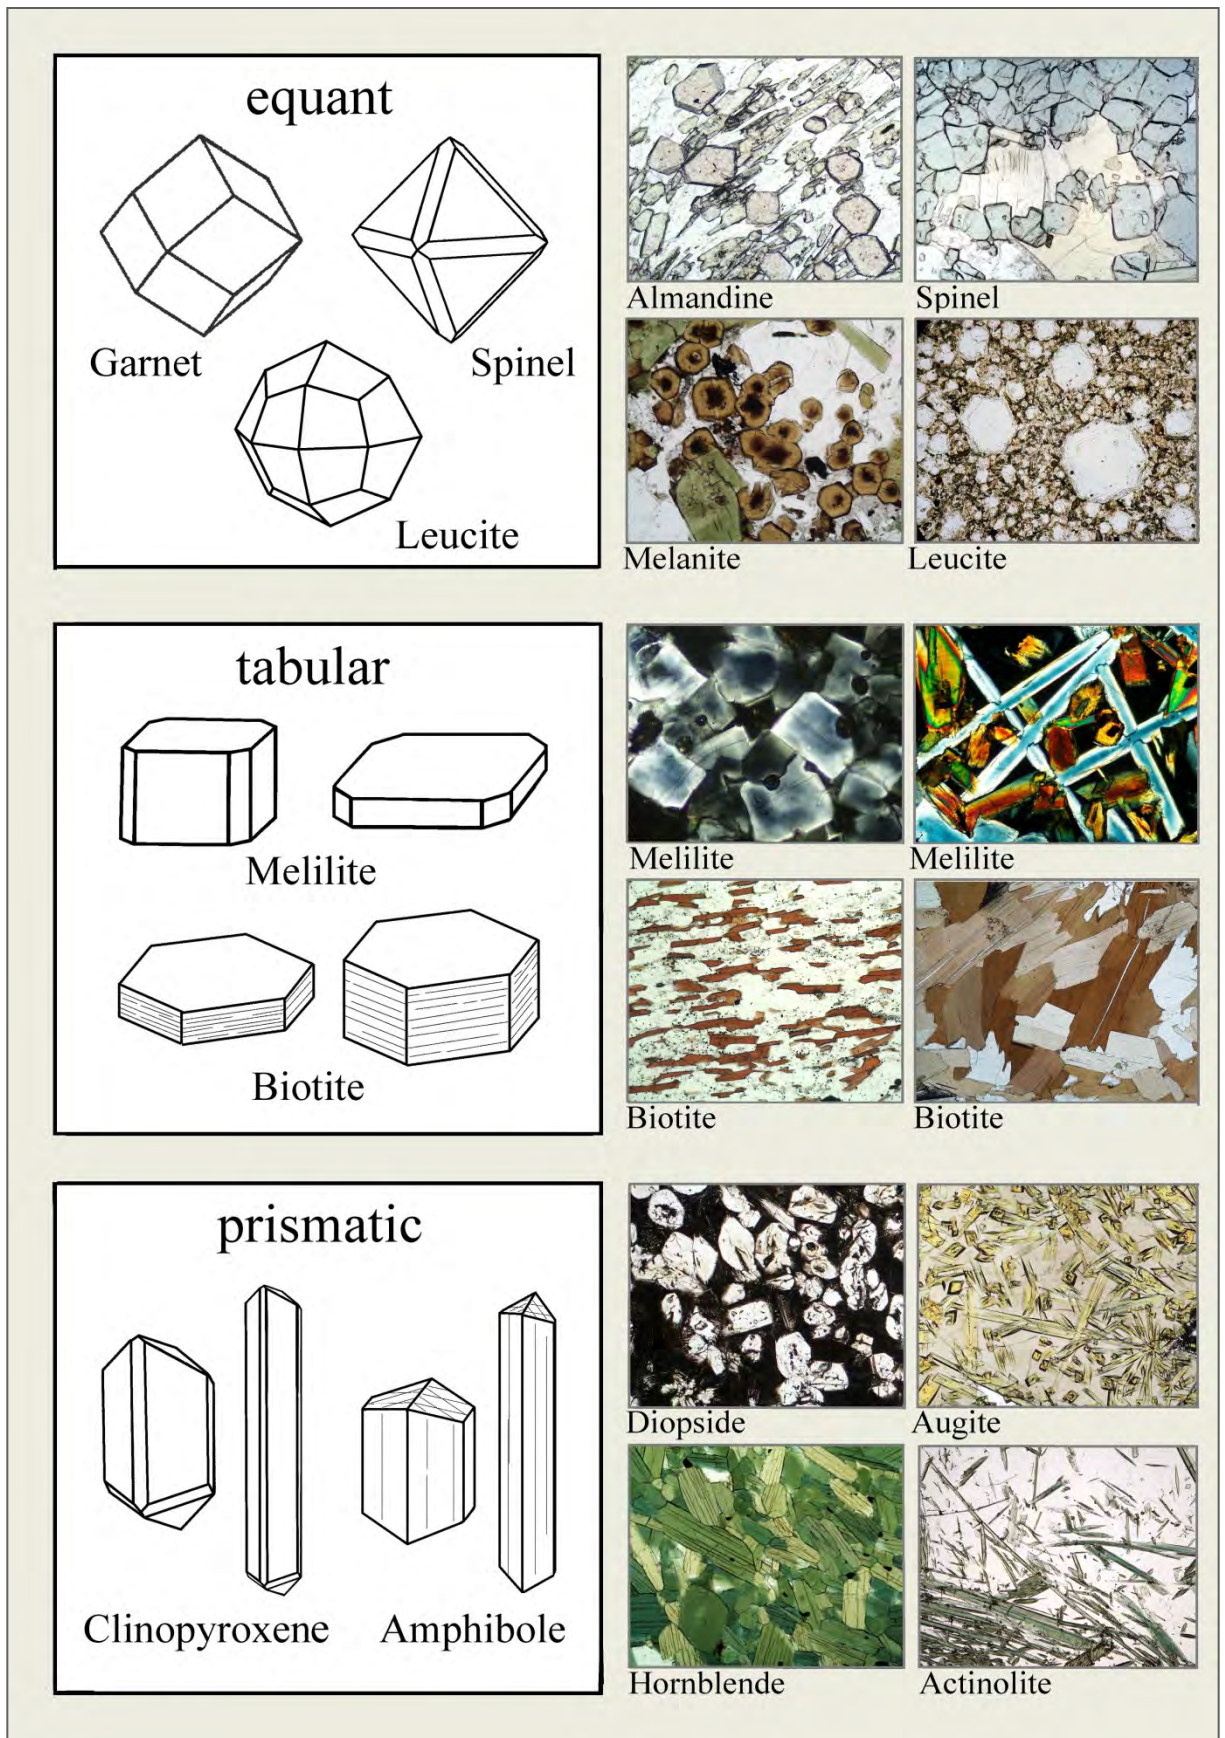 equant
Garnet
Spinel
Leucite
Almandine
Spinel
Melanite
Leucite
tabular
Melilite
Biotite
Melilite
Melilite
Biotite
Biotite
prismatic
Clinopyroxene
Amphibole
Diopside
Augite
Hornblende
Actinolite